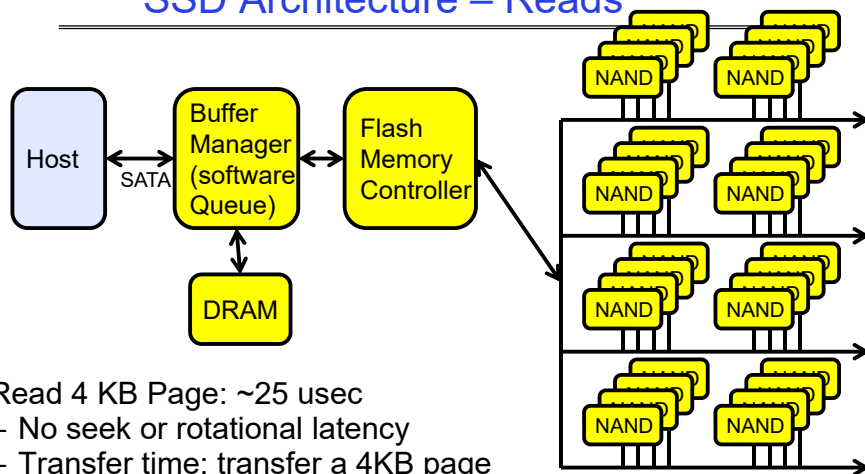 SSD Architecture – Reads
NAND NAND
Host
SATA
Buffer
Manager
(software
Queue)
Flash
Memory
Controller
NAND NAND
DRAM
NAND NAND
NAND NAND
Read 4 KB Page: ~25 usec
– No seek or rotational latency
– Transfer time: transfer a 4KB page